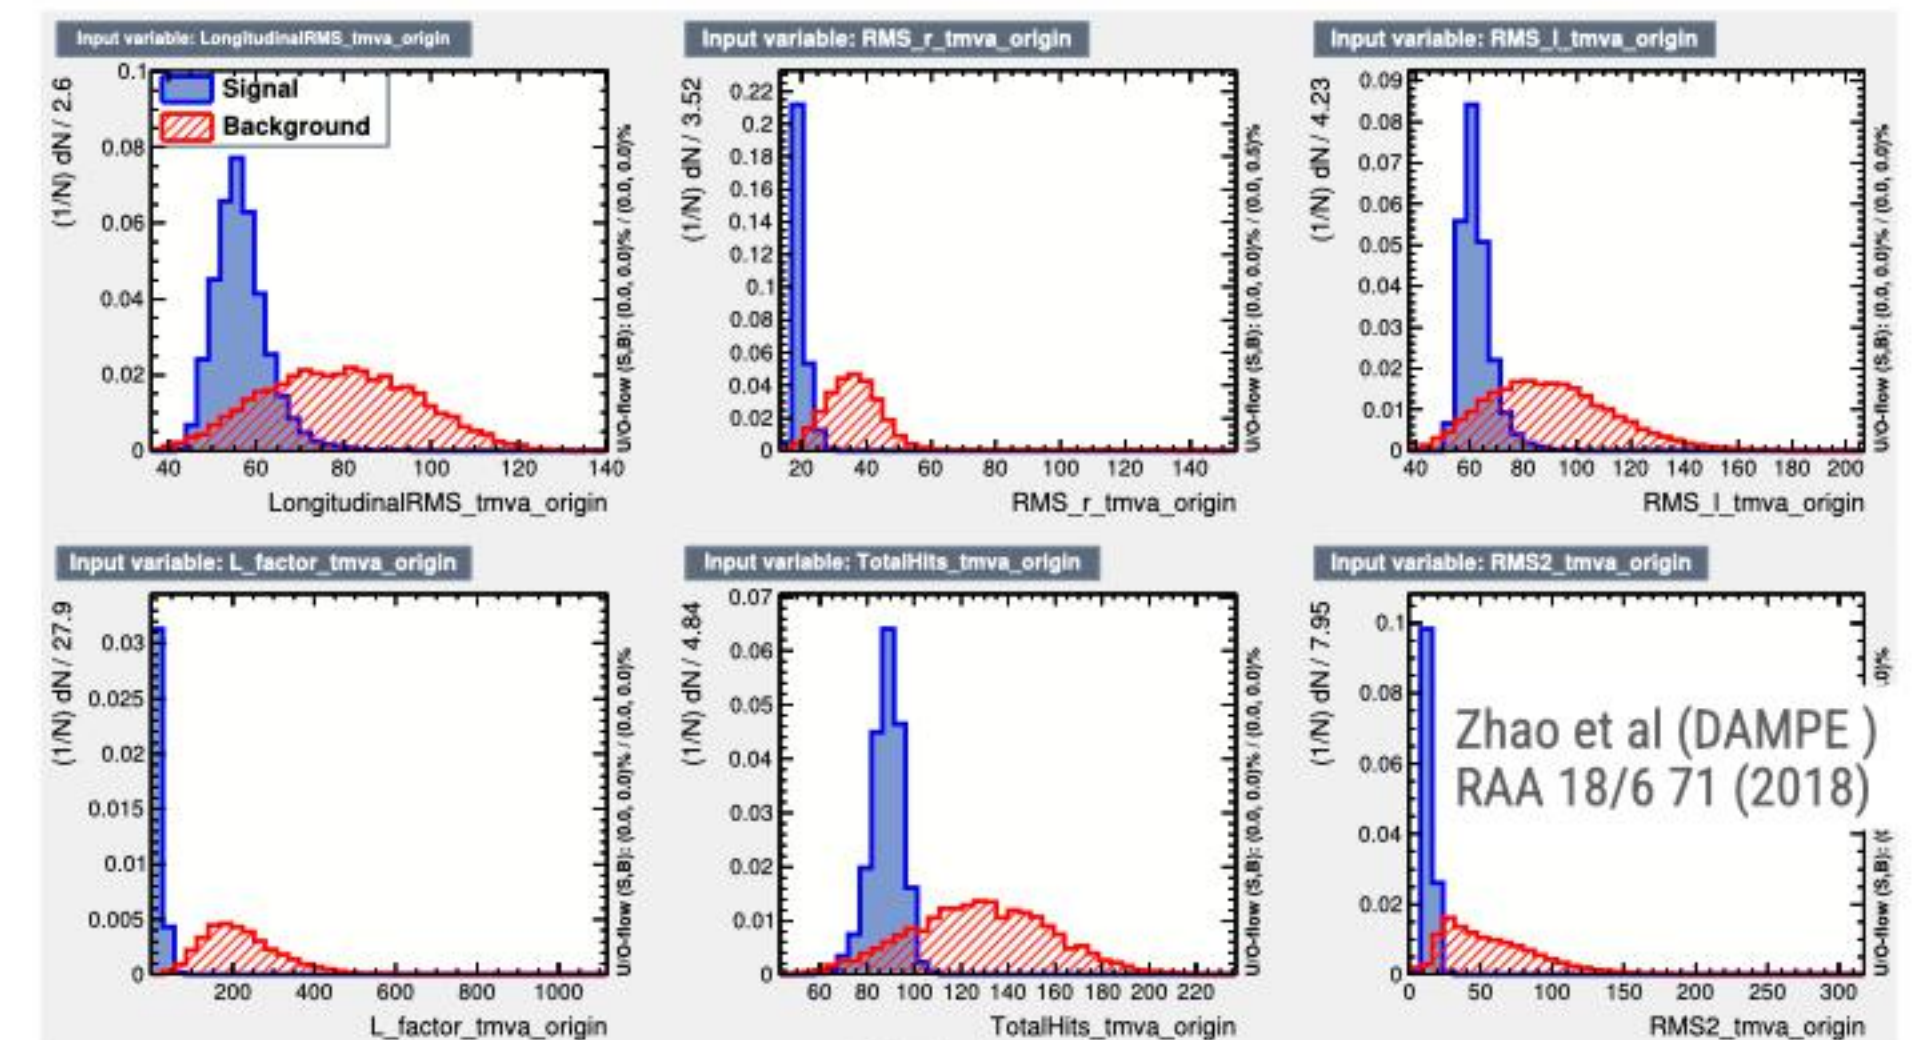 Input variable: LongitudinalRMS_tmva_origin
(1/N) dN / 2.6
0.1
0.08
0.06
0.04
0.02
0
Signal
Background
40 60 80 100 120 140
LongitudinalRMS_tmva_origin
U/O-flow (S,B): (0.0, 0.0)% / (0.0, 0.0)%
Input variable: RMS_r_tmva_origin
(1/N) dN / 3.52
0.22
0.2
0.18
0.16
0.14
0.12
0.1
0.08
0.06
0.04
0.02
0
20 40 60 80 100 120 140
RMS_r_tmva_origin
U/O-flow (S,B): (0.0, 0.0)% / (0.0, 0.5)%
Input variable: RMS_l_tmva_origin
(1/N) dN / 4.23
0.09
0.08
0.07
0.06
0.05
0.04
0.03
0.02
0.01
0
40 60 80 100 120 140 160 180 200
RMS_l_tmva_origin
U/O-flow (S,B): (0.0, 0.0)% / (0.0, 0.0)%
Input variable: L_factor_tmva_origin
(1/N) dN / 27.9
0.03
0.025
0.02
0.015
0.01
0.005
0
200 400 600 800 1000
L_factor_tmva_origin
U/O-flow (S,B): (0.0, 0.0)% / (0.0, 0.0)%
Input variable: TotalHits_tmva_origin
(1/N) dN / 4.84
0.07
0.06
0.05
0.04
0.03
0.02
0.01
0
60 80 100 120 140 160 180 200 220
TotalHits_tmva_origin
U/O-flow (S,B): (0.0, 0.0)% / (0.0, 0.0)%
Input variable: RMS2_tmva_origin
(1/N) dN / 7.95
0.1
0.08
0.06
0.04
0.02
0
Zhao et al (DAMPE )
RAA 18/6 71 (2018)
0 50 100 150 200 250 300
RMS2_tmva_origin
U/O-flow (S,B): .0)%